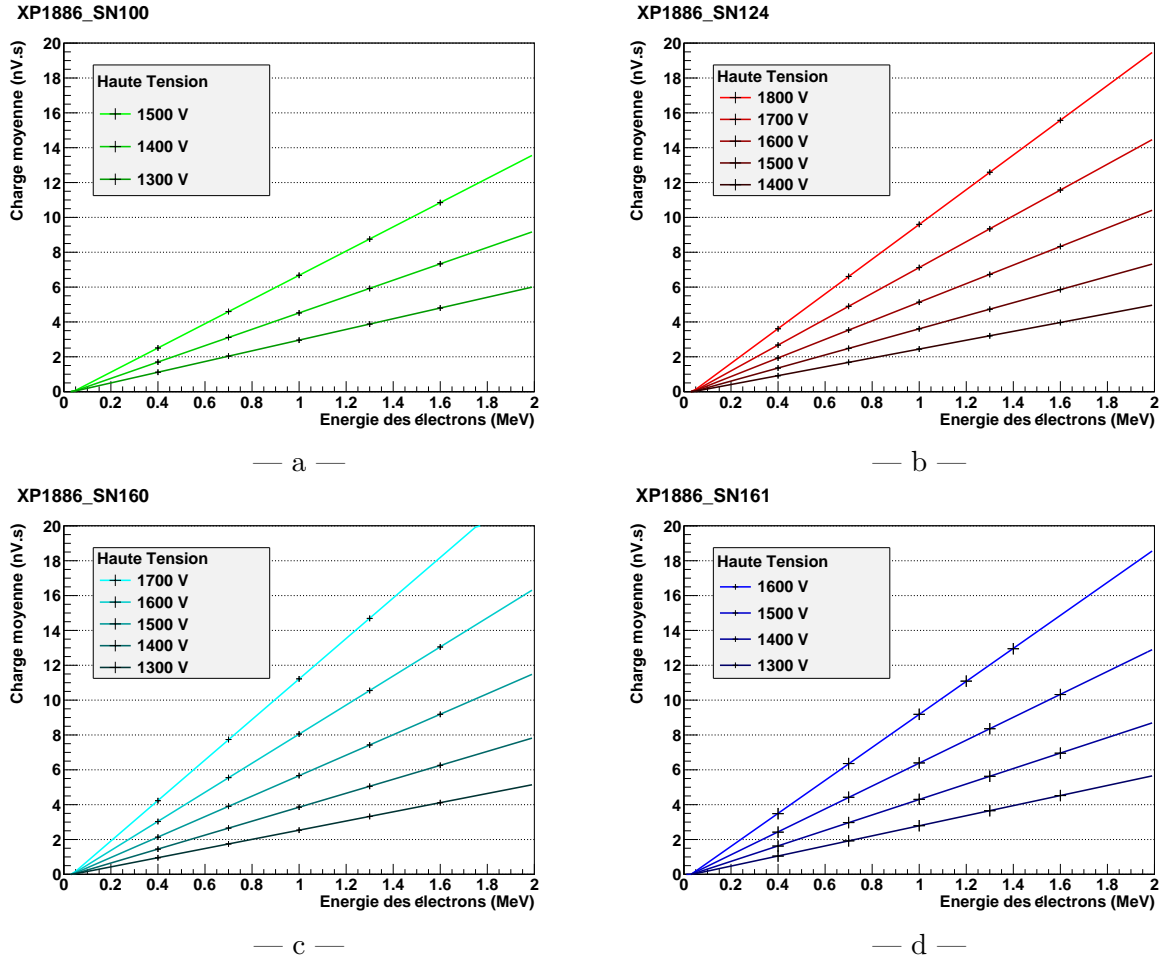 XP1886_SN100
Charge moyenne (nV.s)
20
18
16
14
12
10
8
6
4
2
0
Haute Tension
1500 V
1400 V
1300 V
0 0.2 0.4 0.6 0.8 1 1.2 1.4 1.6 1.8 2
Energie des électrons (MeV)
— a —
XP1886_SN124
Charge moyenne (nV.s)
20
18
16
14
12
10
8
6
4
2
0
Haute Tension
1800 V
1700 V
1600 V
1500 V
1400 V
0 0.2 0.4 0.6 0.8 1 1.2 1.4 1.6 1.8 2
Energie des électrons (MeV)
— b —
XP1886_SN160
Charge moyenne (nV.s)
20
18
16
14
12
10
8
6
4
2
0
Haute Tension
1700 V
1600 V
1500 V
1400 V
1300 V
0 0.2 0.4 0.6 0.8 1 1.2 1.4 1.6 1.8 2
Energie des électrons (MeV)
— c —
XP1886_SN161
Charge moyenne (nV.s)
20
18
16
14
12
10
8
6
4
2
0
Haute Tension
1600 V
1500 V
1400 V
1300 V
0 0.2 0.4 0.6 0.8 1 1.2 1.4 1.6 1.8 2
Energie des électrons (MeV)
— d —